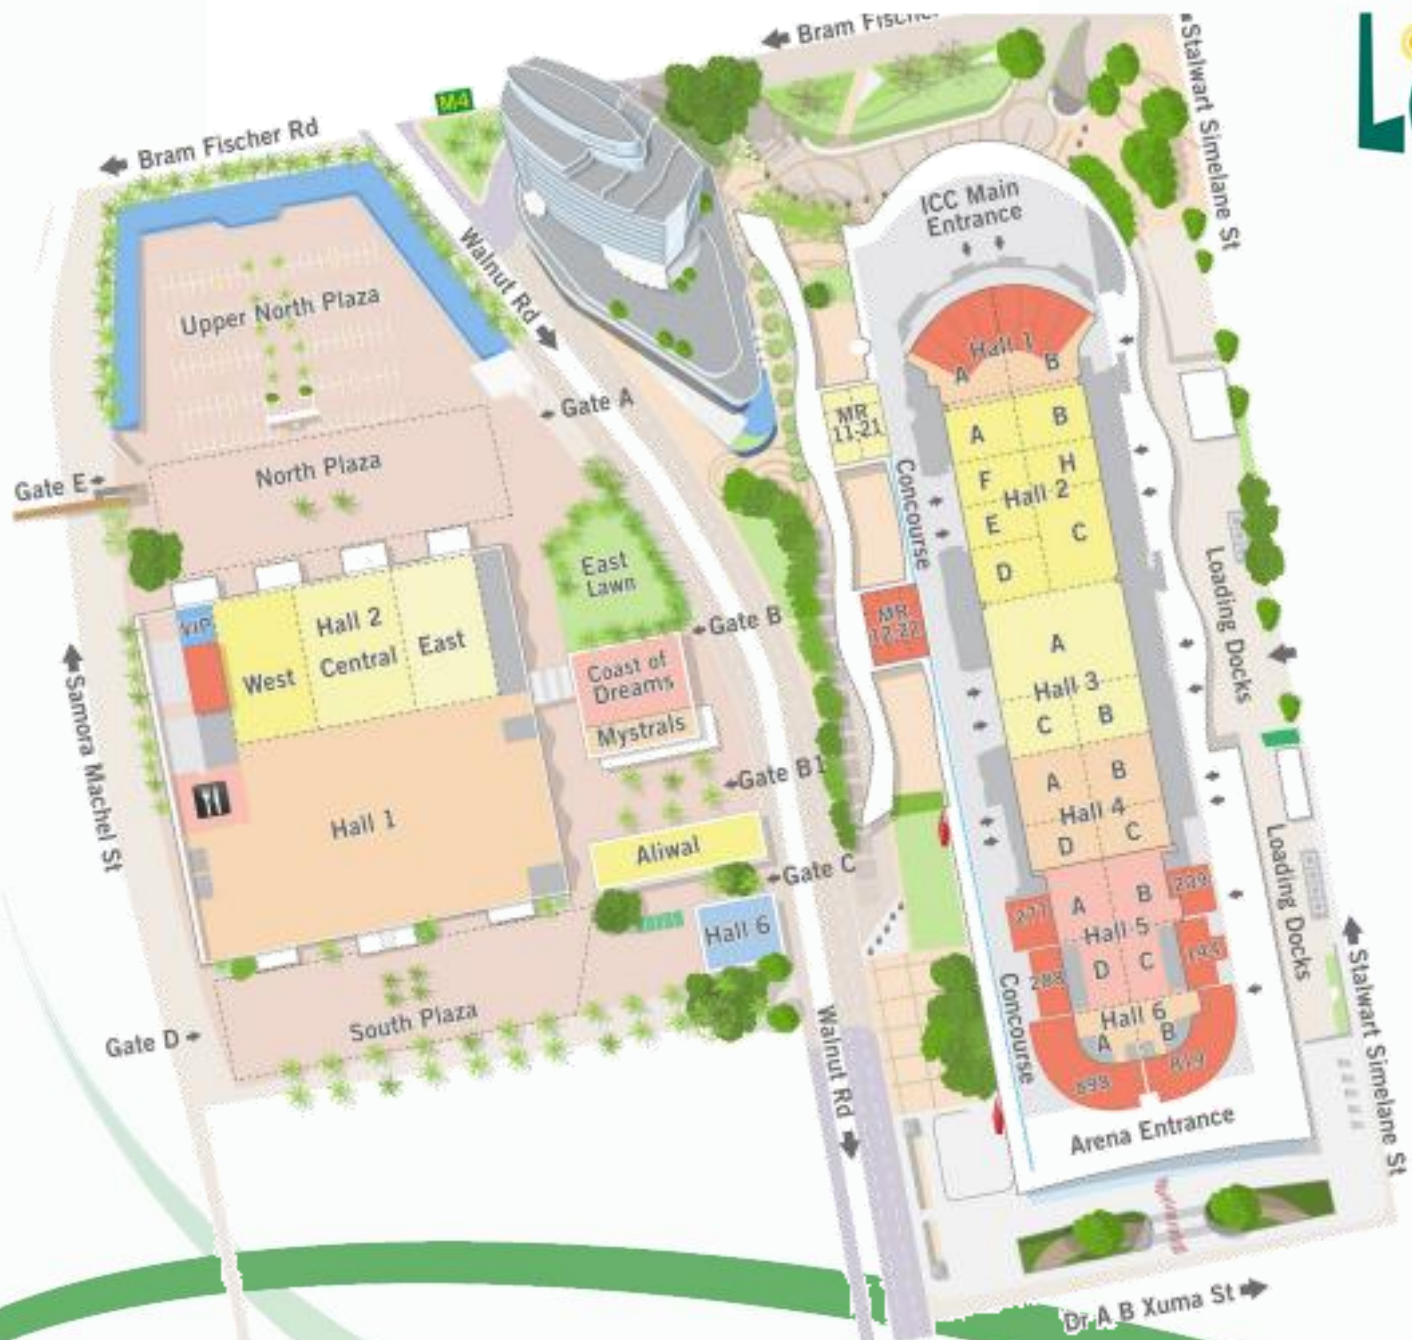 Bram Fischer
Stalwart Simelane St
M4
Bram Fischer Rd
ICC Main
Entrance
Walnut Rd
Upper North Plaza
Hall 1
A
B
Gate A
MR
11-21
A
B
North Plaza
Gate E
Concourse
F
H
Hall 2
E
C
D
East
Lawn
Loading Docks
VIP
Hall 2
West
Central
East
Gate B
MR
A
Coast of
Dreams
Hall 3
Mystrals
C
B
Samora Machel St
Gate B1
A
B
Hall 1
Hall 4
D
C
Aliwal
Gate C
Loading Docks
277
A
B
Hall 5
Hall 6
D
C
South Plaza
Gate D
Concourse
Hall 6
A
B
Walnut Rd
Stalwart Simelane St
Arena Entrance
Dr A B Xuma St